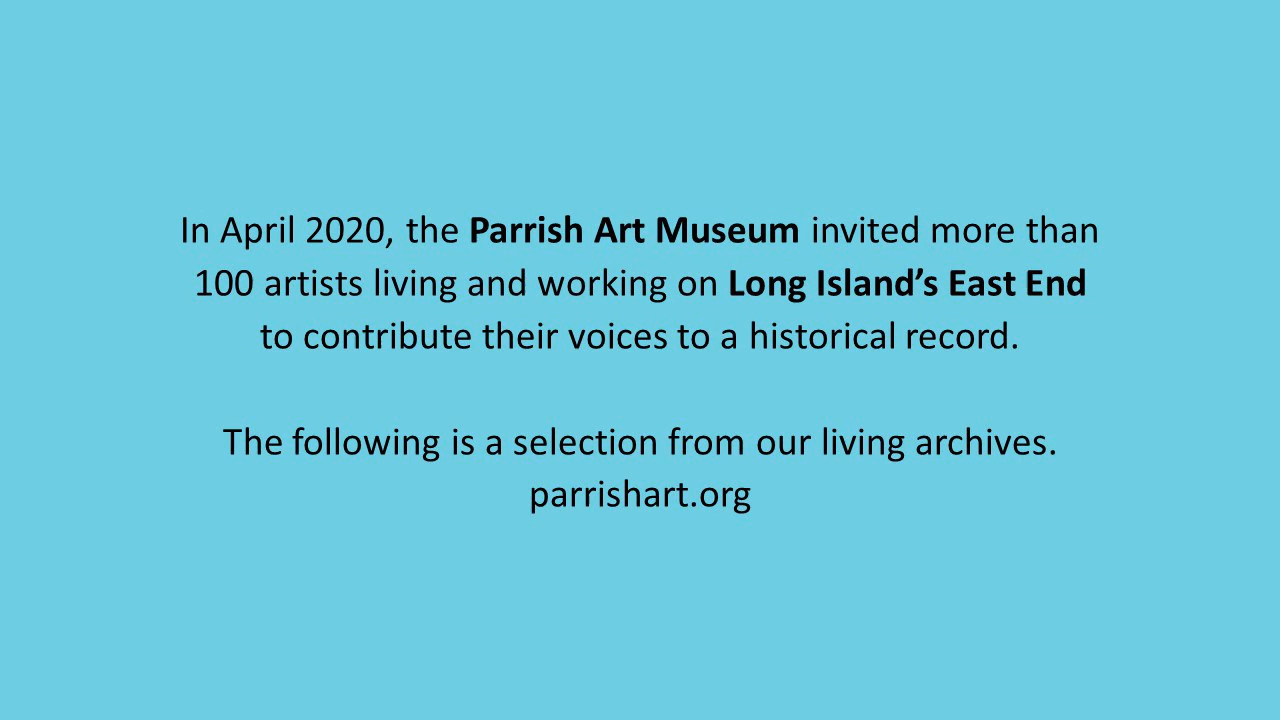 In April 2020, the Parrish Art Museum invited more than
100 artists living and working on Long Island’s East End
to contribute their voices to a historical record.
The following is a selection from our living archives.
parrishart.org